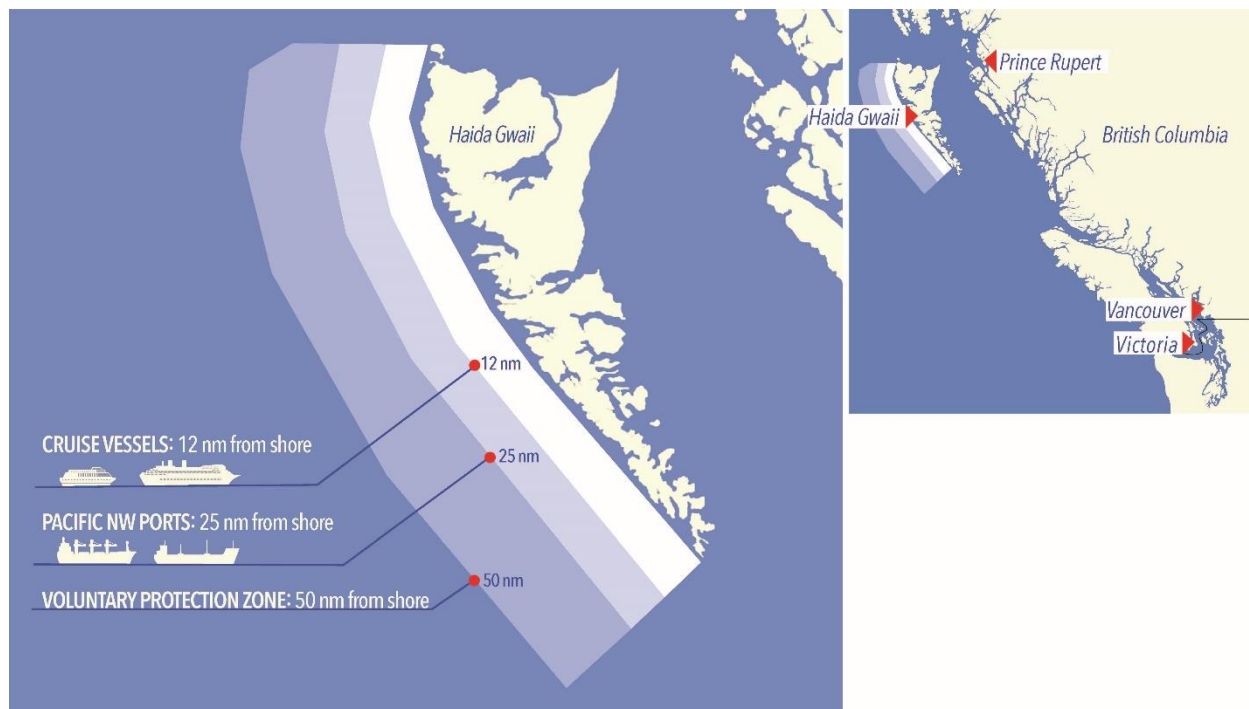 Haida Gwaii
12 nm
CRUISE VESSELS: 12 nm from shore
25 nm
PACIFIC NW PORTS: 25 nm from shore
50 nm
VOLUNTARY PROTECTION ZONE: 50 nm from shore
Prince Rupert
Haida Gwaii
British Columbia
Vancouver
Victoria